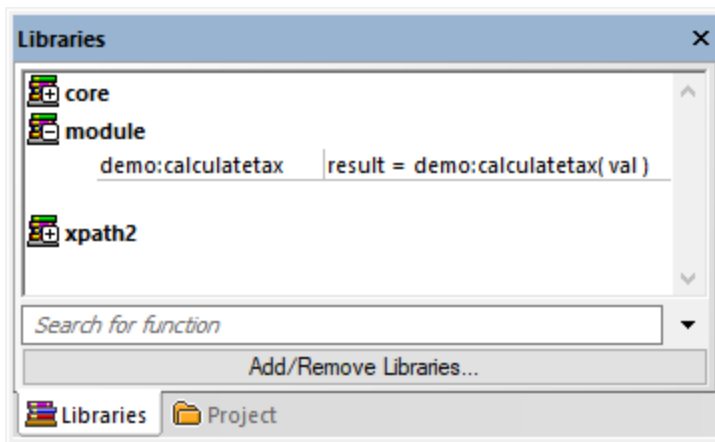 Libraries
core
module
demo:calculatetax result = demo:calculatetax( val )
xpath2
Search for function
Add/Remove Libraries...
Libraries Project